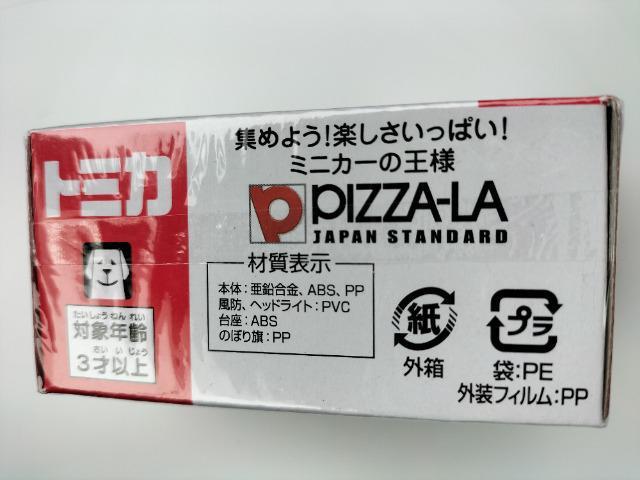 集めよう!楽しさいっぱい!
ミニカーの王様
トミカ
PIZZA-LA
JAPAN STANDARD
材質表示
本体:亜鉛合金、ABS、PP
風防、ヘッドライト:PVC
台座:ABS
のぼり旗:PP
たいしょうねんれい
対象年齢
さいいじょう
3才以上
紙
外箱
プラ
袋:PE
外装フィルム:PP